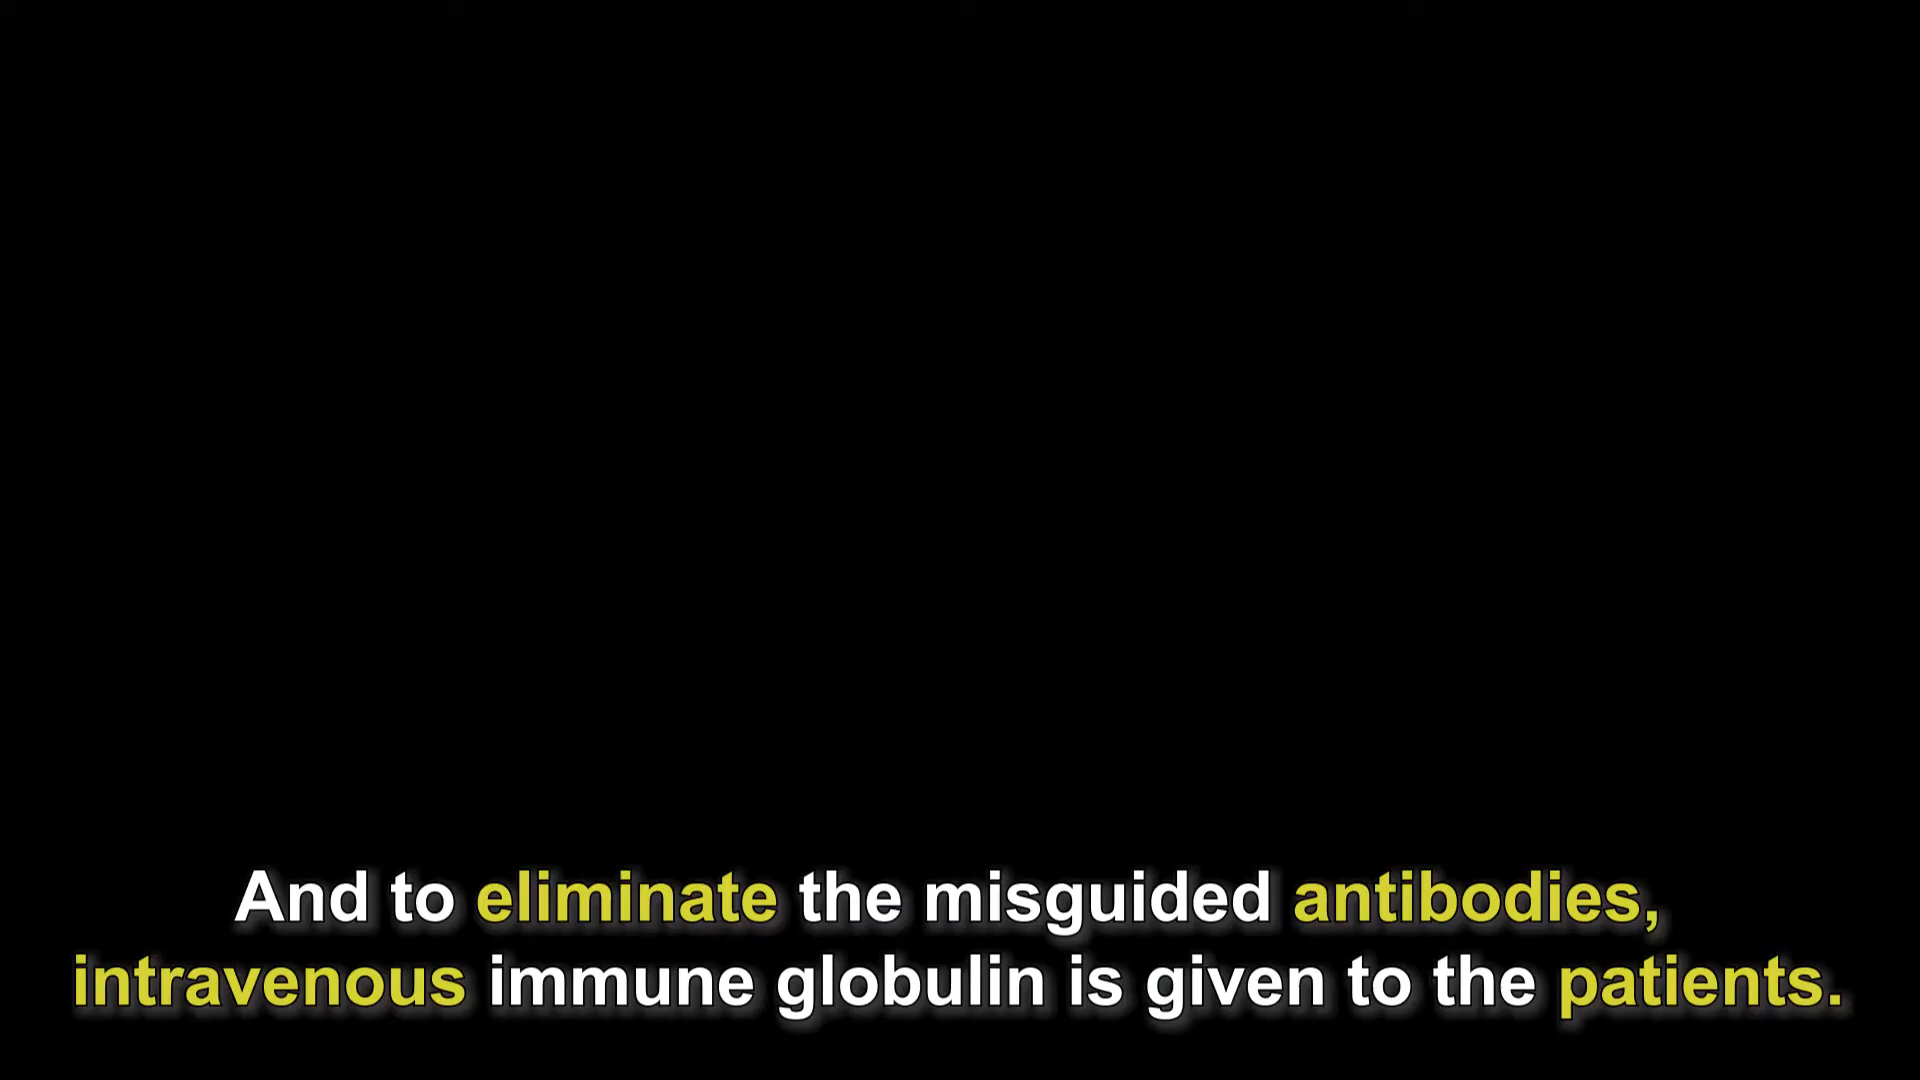 And to eliminate the misguided antibodies,
intravenous immune globulin is given to the patients.